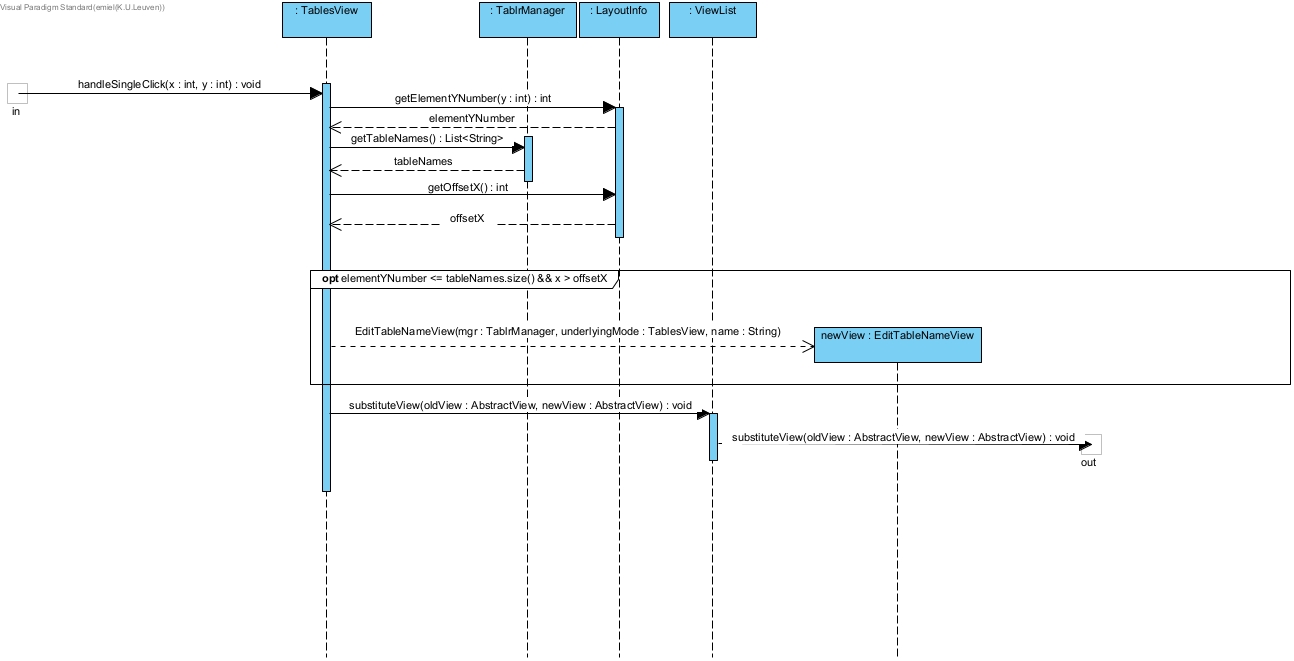 Visual Paradigm Standard(emiel(K.U.Leuven))
: TablesView
: TablrManager
: LayoutInfo
: ViewList
handleSingleClick(x : int, y : int) : void
in
getElementYNumber(y : int) : int
elementYNumber
getTableNames() : List<String>
tableNames
getOffsetX() : int
offsetX
opt elementYNumber <= tableNames.size() && x > offsetX
EditTableNameView(mgr : TablrManager, underlyingMode : TablesView, name : String)
newView : EditTableNameView
substituteView(oldView : AbstractView, newView : AbstractView) : void
substituteView(oldView : AbstractView, newView : AbstractView) : void
out